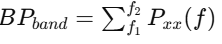 $BP_{band} = \sum_{f_1}^{f_2} P_{xx}(f)$